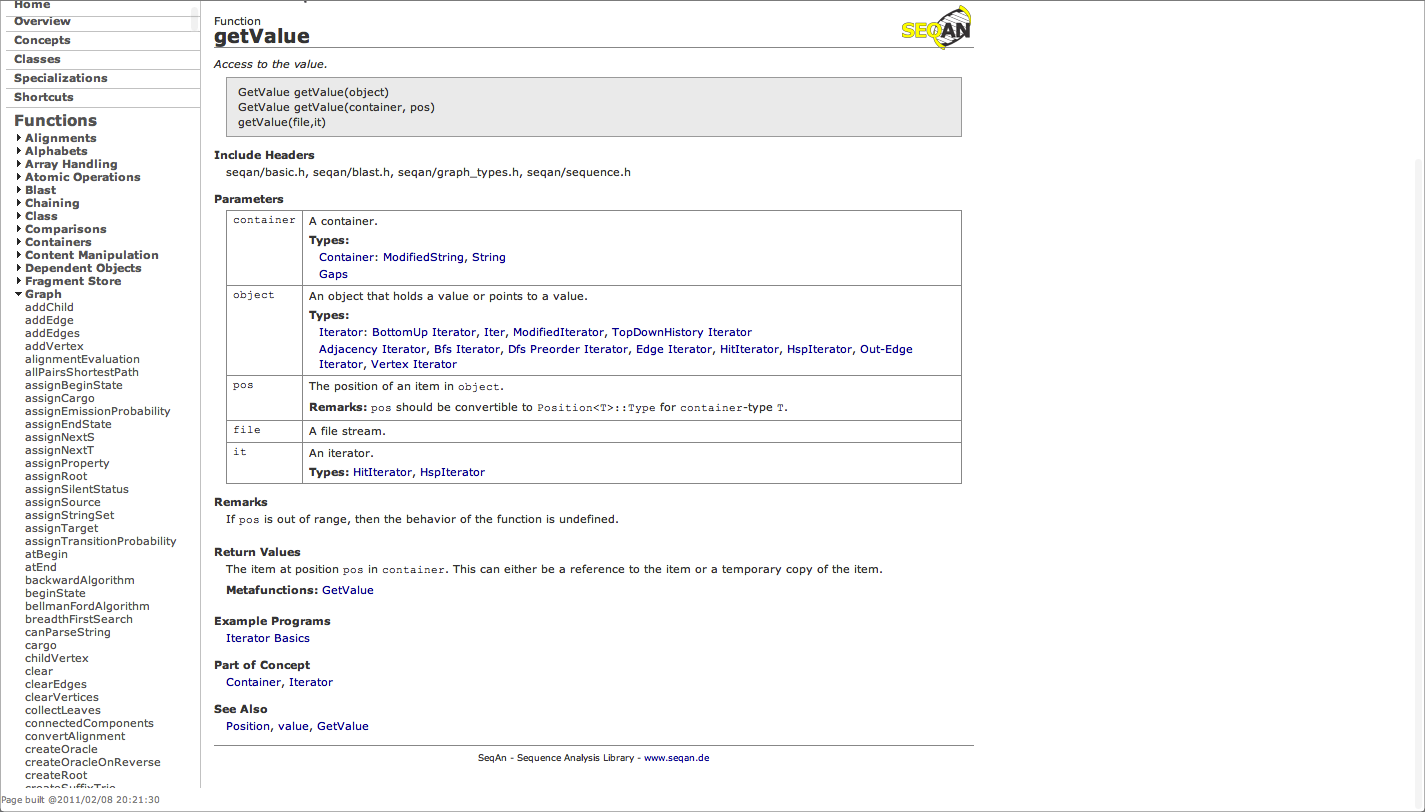 Home
Overview
Concepts
Classes
Specializations
Shortcuts
Functions
Alignments
Alphabets
Array Handling
Atomic Operations
Blast
Chaining
Class
Comparisons
Containers
Content Manipulation
Dependent Objects
Fragment Store
Graph
addChild
addEdge
addEdges
addVertex
alignmentEvaluation
allPairsShortestPath
assignBeginState
assignCargo
assignEmissionProbability
assignEndState
assignNextS
assignNextT
assignProperty
assignRoot
assignSilentStatus
assignSource
assignStringSet
assignTarget
assignTransitionProbability
atBegin
atEnd
backwardAlgorithm
beginState
bellmanFordAlgorithm
breadthFirstSearch
canParseString
cargo
childVertex
clear
clearEdges
clearVertices
collectLeaves
connectedComponents
convertAlignment
createOracle
createOracleOnReverse
createRoot
createSuffixTrie
Page built @2011/02/08 20:21:30
Function
getValue
SEQAN
Access to the value.
GetValue getValue(object)
GetValue getValue(container, pos)
getValue(file,it)
Include Headers
seqan/basic.h, seqan/blast.h, seqan/graph_types.h, seqan/sequence.h
Parameters
container
A container.
Types:
Container: ModifiedString, String
Gaps
object
An object that holds a value or points to a value.
Types:
Iterator: BottomUp Iterator, Iter, ModifiedIterator, TopDownHistory Iterator
Adjacency Iterator, Bfs Iterator, Dfs Preorder Iterator, Edge Iterator, HitIterator, HspIterator, Out-Edge
Iterator, Vertex Iterator
pos
The position of an item in object.
Remarks: pos should be convertible to Position<T>::Type for container-type T.
file
A file stream.
it
An iterator.
Types: HitIterator, HspIterator
Remarks
If pos is out of range, then the behavior of the function is undefined.
Return Values
The item at position pos in container. This can either be a reference to the item or a temporary copy of the item.
Metafunctions: GetValue
Example Programs
Iterator Basics
Part of Concept
Container, Iterator
See Also
Position, value, GetValue
SeqAn - Sequence Analysis Library - www.seqan.de